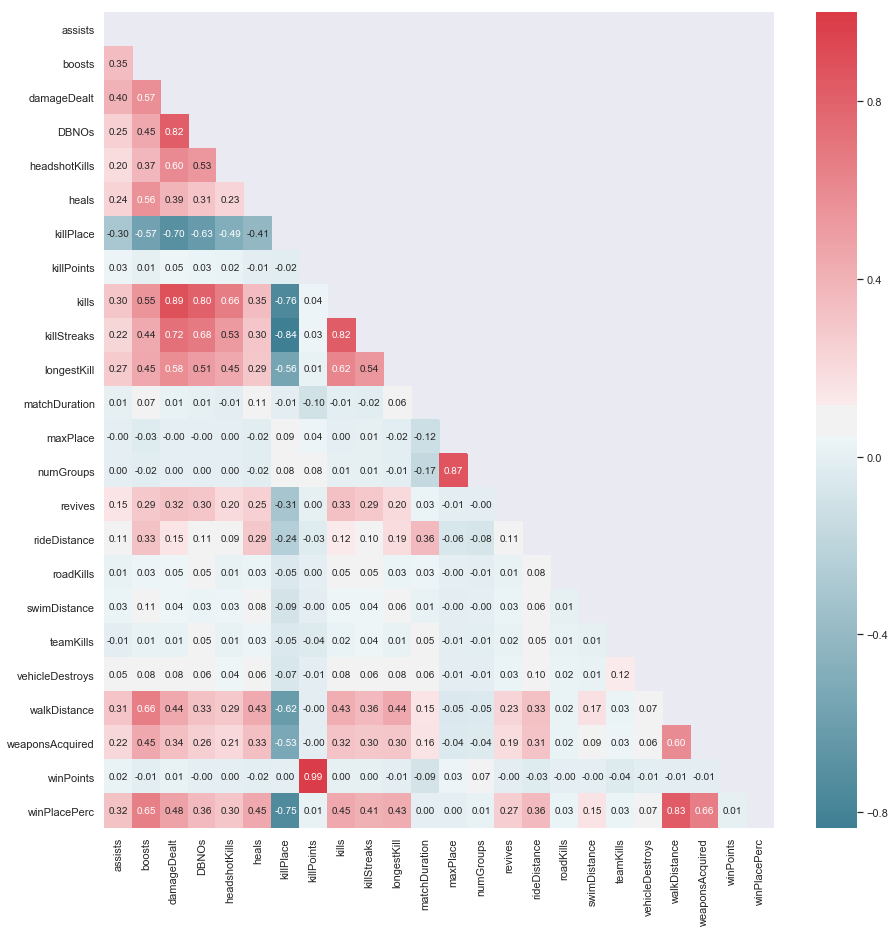 assists
boosts 0.35
damageDealt 0.40 0.57
DBNOs 0.25 0.45 0.82
headshotKills 0.20 0.37 0.60 0.53
heals 0.24 0.56 0.39 0.31 0.23
killPlace -0.30 -0.57 -0.70 -0.63 -0.49 -0.41
killPoints 0.03 0.01 0.05 0.03 0.02 -0.01 -0.02
kills 0.30 0.55 0.89 0.80 0.66 0.35 -0.76 0.04
killStreaks 0.22 0.44 0.72 0.68 0.53 0.30 -0.84 0.03 0.82
longestKill 0.27 0.45 0.58 0.51 0.45 0.29 -0.56 0.01 0.62 0.54
matchDuration 0.01 0.07 0.01 0.01 -0.01 0.11 -0.01 -0.10 -0.01 -0.02 0.06
maxPlace -0.00 -0.03 -0.00 -0.00 0.00 -0.02 0.09 0.04 0.00 0.01 -0.02 -0.12
numGroups 0.00 -0.02 0.00 0.00 0.00 -0.02 0.08 0.08 0.01 0.01 -0.01 -0.17 0.87
revives 0.15 0.29 0.32 0.30 0.20 0.25 -0.31 0.00 0.33 0.29 0.20 0.03 -0.01 -0.00
rideDistance 0.11 0.33 0.15 0.11 0.09 0.29 -0.24 -0.03 0.12 0.10 0.19 0.36 -0.06 -0.08 0.11
roadKills 0.01 0.03 0.05 0.05 0.01 0.03 -0.05 0.00 0.05 0.05 0.03 0.03 -0.00 -0.01 0.01 0.08
swimDistance 0.03 0.11 0.04 0.03 0.03 0.08 -0.09 -0.00 0.05 0.04 0.06 0.01 -0.00 -0.00 0.03 0.06 0.01
teamKills -0.01 0.01 0.01 0.05 0.01 0.03 -0.05 -0.04 0.02 0.04 0.01 0.05 -0.01 -0.01 0.02 0.05 0.01 0.01
vehicleDestroys 0.05 0.08 0.08 0.06 0.04 0.06 -0.07 -0.01 0.08 0.06 0.08 0.06 -0.01 -0.01 0.03 0.10 0.02 0.01 0.12
walkDistance 0.31 0.66 0.44 0.33 0.29 0.43 -0.62 -0.00 0.43 0.36 0.44 0.15 -0.05 -0.05 0.23 0.33 0.02 0.17 0.03 0.07
weaponsAcquired 0.22 0.45 0.34 0.26 0.21 0.33 -0.53 -0.00 0.32 0.30 0.30 0.16 -0.04 -0.04 0.19 0.31 0.02 0.09 0.03 0.06 0.60
winPoints 0.02 -0.01 0.01 -0.00 0.00 -0.02 0.00 0.99 0.00 0.00 -0.01 -0.09 0.03 0.07 -0.00 -0.03 -0.00 -0.00 -0.04 -0.01 -0.01 -0.01
winPlacePerc 0.32 0.65 0.48 0.36 0.30 0.45 -0.75 0.01 0.45 0.41 0.43 0.00 0.00 0.01 0.27 0.36 0.03 0.15 0.03 0.07 0.83 0.66 0.01
assists
boosts
damageDealt
DBNOs
headshotKills
heals
killPlace
killPoints
kills
killStreaks
longestKill
matchDuration
maxPlace
numGroups
revives
rideDistance
roadKills
swimDistance
teamKills
vehicleDestroys
walkDistance
weaponsAcquired
winPoints
winPlacePerc
0.8
0.4
0.0
−0.4
−0.8